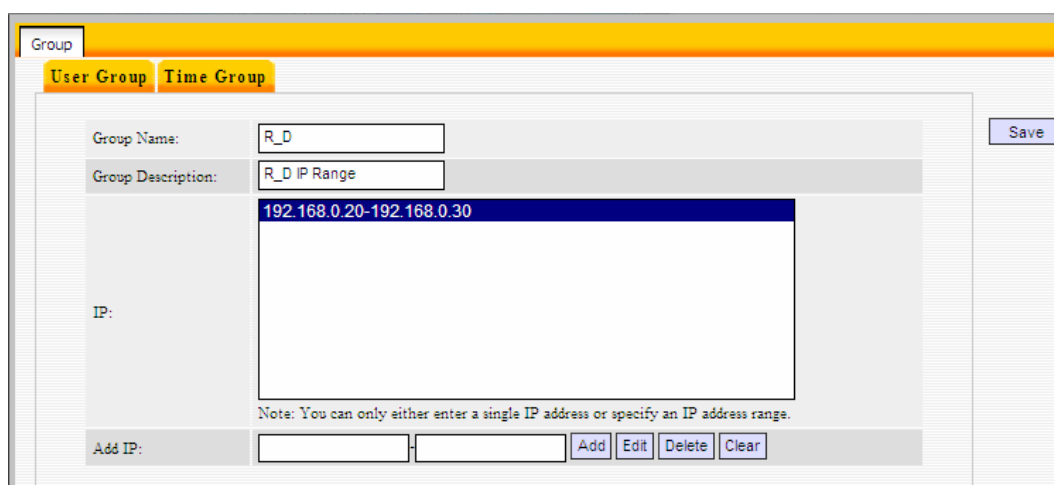 Group
User Group Time Group
Group Name: R_D
Save
Group Description: R_D IP Range
192.168.0.20-192.168.0.30
IP:
Note: You can only either enter a single IP address or specify an IP address range.
Add IP: - Add Edit Delete Clear